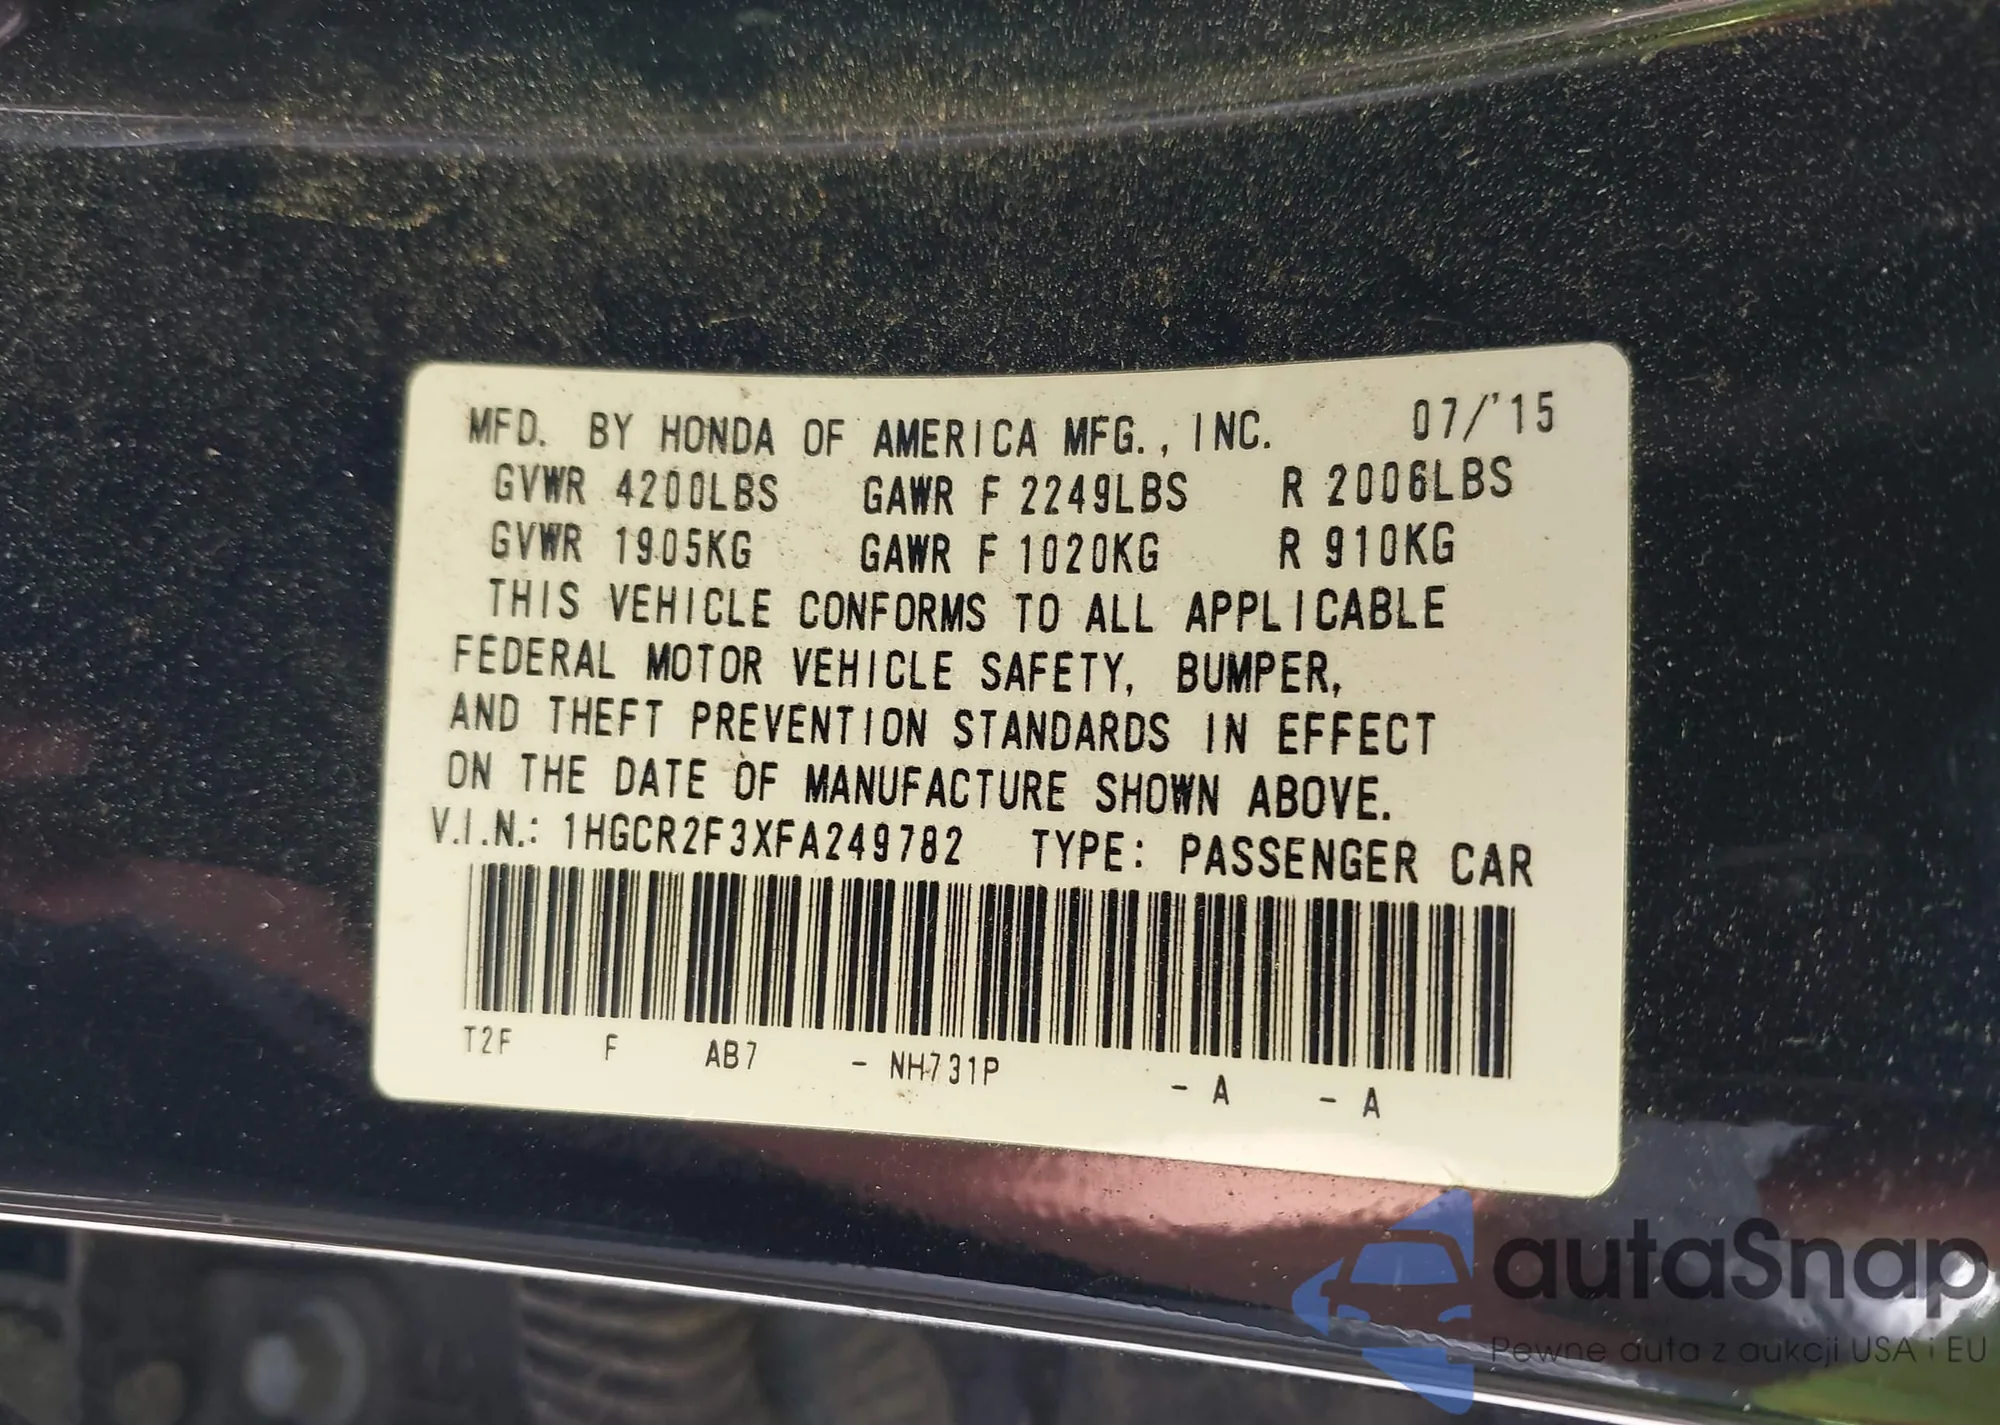 MFD. BY HONDA OF AMERICA MFG., INC. 07/'15
GVWR 4200LBS GAWR F 2249LBS R 2006LBS
GVWR 1905KG GAWR F 1020KG R 910KG
THIS VEHICLE CONFORMS TO ALL APPLICABLE
FEDERAL MOTOR VEHICLE SAFETY, BUMPER,
AND THEFT PREVENTION STANDARDS IN EFFECT
ON THE DATE OF MANUFACTURE SHOWN ABOVE.
V.I.N.: 1HGCR2F3XFA249782 TYPE: PASSENGER CAR
T2F F AB7 - NH731P - A - A
autaSnap
Pewne auta z aukcji USA i EU